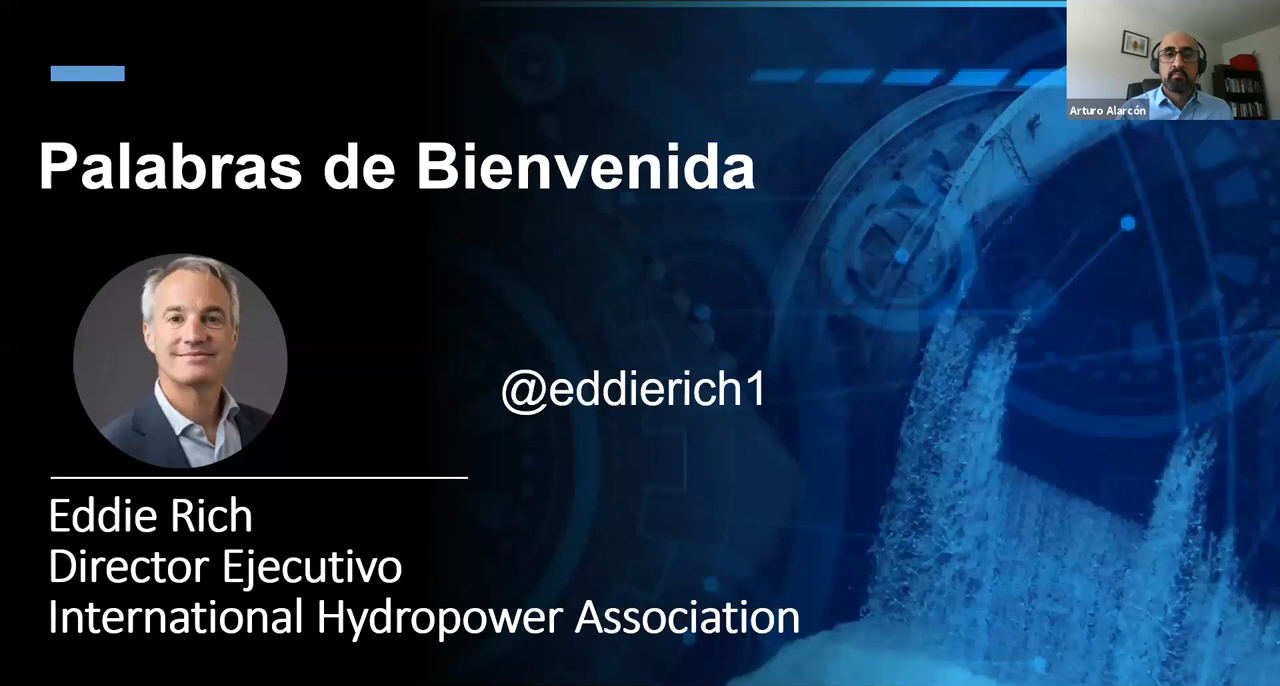 Arturo Alarcón
Palabras de Bienvenida
@eddierich1
Eddie Rich
Director Ejecutivo
International Hydropower Association